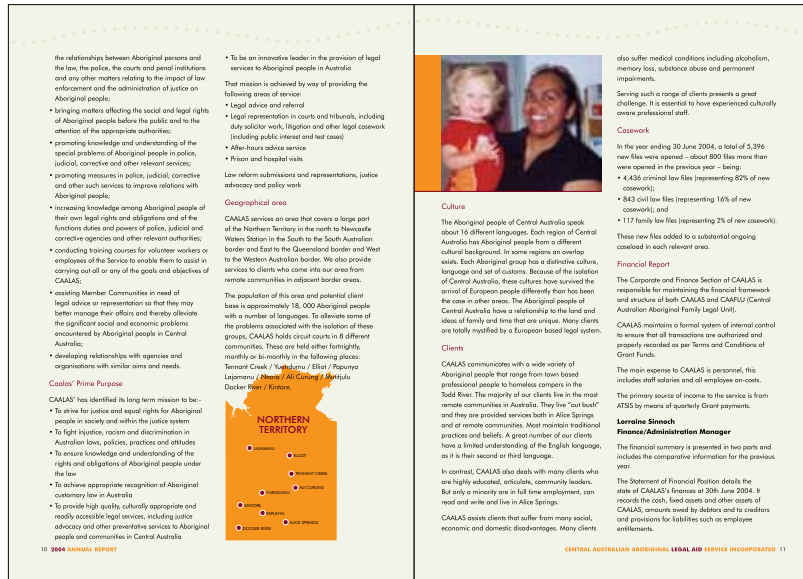 the relationships between Aboriginal persons and
the law, the police, the courts and penal institutions
and any other matters relating to the impact of law
enforcement and the administration of justice on
Aboriginal people;
• bringing matters affecting the social and legal rights
of Aboriginal people before the public and to the
attention of the appropriate authorities;
• promoting knowledge and understanding of the
special problems of Aboriginal people in police,
judicial, corrective and other relevant services;
• promoting measures in police, judicial, corrective
and other such services to improve relations with
Aboriginal people;
• increasing knowledge among Aboriginal people of
their own legal rights and obligations and of the
functions duties and powers of police, judicial and
corrective agencies and other relevant authorities;
• conducting training courses for volunteer workers or
employees of the Service to enable them to assist in
carrying out all or any of the goals and objectives of
CAALAS;
• assisting Member Communities in need of
legal advice or representation so that they may
better manage their affairs and thereby alleviate
the significant social and economic problems
encountered by Aboriginal people in Central
Australia;
• developing relationships with agencies and
organisations with similar aims and needs.
Caalas' Prime Purpose
CAALAS' has identified its long term mission to be:-
• To strive for justice and equal rights for Aboriginal
people in society and within the justice system
• To fight injustice, racism and discrimination in
Australian laws, policies, practices and attitudes
• To ensure knowledge and understanding of the
rights and obligations of Aboriginal people under
the law
• To achieve appropriate recognition of Aboriginal
customary law in Australia
• To provide high quality, culturally appropriate and
readily accessible legal services, including justice
advocacy and other preventative services to Aboriginal
people and communities in Central Australia
10 2004 ANNUAL REPORT
• To be an innovative leader in the provision of legal
services to Aboriginal people in Australia
That mission is achieved by way of providing the
following areas of service:
• Legal advice and referral
• Legal representation in courts and tribunals, including
duty solicitor work, litigation and other legal casework
(including public interest and test cases)
• After-hours advice service
• Prison and hospital visits
Law reform submissions and representations, justice
advocacy and policy work
Geographical area
CAALAS services an area that covers a large part
of the Northern Territory in the north to Newcastle
Waters Station in the South to the South Australian
border and East to the Queensland border and West
to the Western Australian border. We also provide
services to clients who come into our area from
remote communities in adjacent border areas.
The population of this area and potential client
base is approximately 18, 000 Aboriginal people
with a number of languages. To alleviate some of
the problems associated with the isolation of these
groups, CAALAS holds circuit courts in 8 different
communities. These are held either fortnightly,
monthly or bi-monthly in the following places:
Tennant Creek / Yuendumu / Elliat / Papunya
Lajamanu / Ntaria / Ali Curung / Mutitjulu
Docker River / Kintore.
NORTHERN
TERRITORY
LAJAMANU
ELLIOT
TENNANT CREEK
ALI CURUNG
YUENDUMU
KINTORE
PAPUNYA
ALICE SPRINGS
DOCKER RIVER
Culture
The Aboriginal people of Central Australia speak
about 16 different languages. Each region of Central
Australia has Aboriginal people from a different
cultural background. In some regions an overlap
exists. Each Aboriginal group has a distinctive culture,
language and set of customs. Because of the isolation
of Central Australia, these cultures have survived the
arrival of European people differently than has been
the case in other areas. The Aboriginal people of
Central Australia have a relationship to the land and
ideas of family and time that are unique. Many clients
are totally mystified by a European based legal system.
Clients
CAALAS communicates with a wide variety of
Aboriginal people that range from town based
professional people to homeless campers in the
Todd River. The majority of our clients live in the most
remote communities in Australia. They live "out bush"
and they are provided services both in Alice Springs
and at remote communities. Most maintain traditional
practices and beliefs. A great number of our clients
have a limited understanding of the English language,
as it is their second or third language.
In contrast, CAALAS also deals with many clients who
are highly educated, articulate, community leaders.
But only a minority are in full time employment, can
read and write and live in Alice Springs.
CAALAS assists clients that suffer from many social,
economic and domestic disadvantages. Many clients
also suffer medical conditions including alcoholism,
memory loss, substance abuse and permanent
impairments.
Serving such a range of clients presents a great
challenge. It is essential to have experienced culturally
aware professional staff.
Casework
In the year ending 30 June 2004, a total of 5,396
new files were opened – about 800 files more than
were opened in the previous year – being:
• 4,436 criminal law files (representing 82% of new
casework);
• 843 civil law files (representing 16% of new
casework); and
• 117 family law files (representing 2% of new casework).
These new files added to a substantial ongoing
caseload in each relevant area.
Financial Report
The Corporate and Finance Section of CAALAS is
responsible for maintaining the financial framework
and structure of both CAALAS and CAAFLU (Central
Australian Aboriginal Family Legal Unit).
CAALAS maintains a formal system of internal control
to ensure that all transactions are authorized and
properly recorded as per Terms and Conditions of
Grant Funds.
The main expense to CAALAS is personnel, this
includes staff salaries and all employee on-costs.
The primary source of income to the service is from
ATSIS by means of quarterly Grant payments.
Lorraine Sinnoch
Finance/Administration Manager
The financial summary is presented in two parts and
includes the comparative information for the previous
year.
The Statement of Financial Position details the
state of CAALAS's finances at 30th June 2004. It
records the cash, fixed assets and other assets of
CAALAS, amounts owed by debtors and to creditors
and provisions for liabilities such as employee
entitlements.
CENTRAL AUSTRALIAN ABORIGINAL LEGAL AID SERVICE INCORPORATED 11